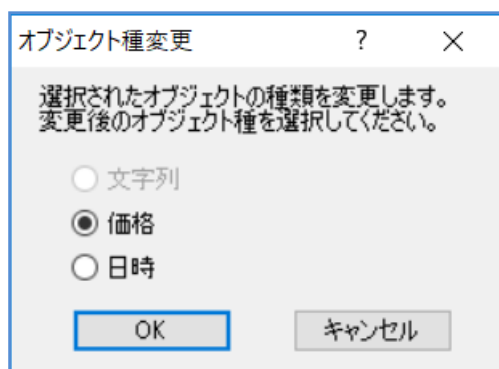 オブジェクト種変更 ?
選択されたオブジェクトの種類を変更します。
変更後のオブジェクト種を選択してください。
文字列
価格
日時
OK キャンセル